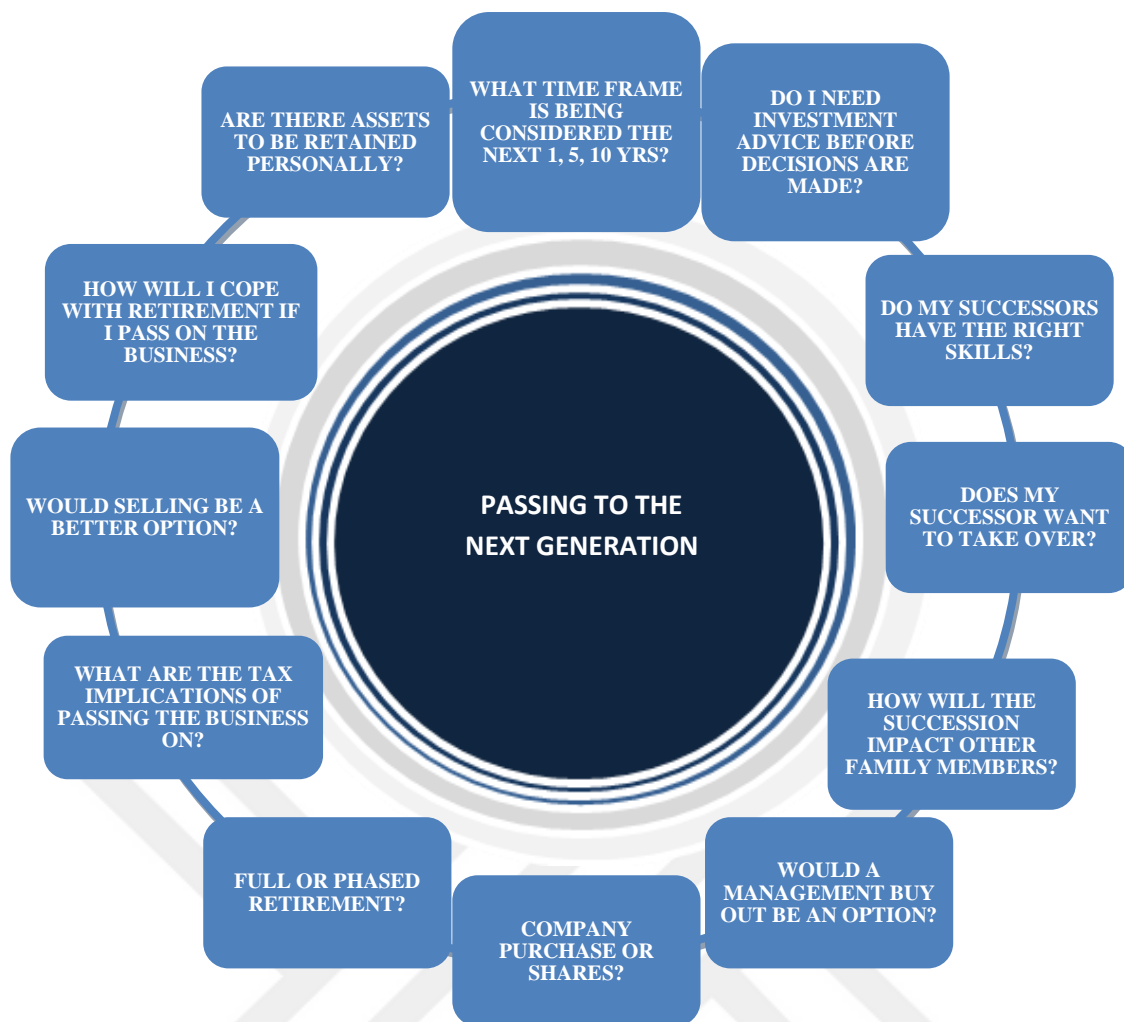 WHAT TIME FRAME
IS BEING
CONSIDERED THE
NEXT 1, 5, 10 YRS?
DO I NEED
INVESTMENT
ADVICE BEFORE
DECISIONS ARE
MADE?
DO MY SUCCESSORS
HAVE THE RIGHT
SKILLS?
DOES MY
SUCCESSOR WANT
TO TAKE OVER?
HOW WILL THE
SUCCESSION
IMPACT OTHER
FAMILY MEMBERS?
WOULD A
MANAGEMENT BUY
OUT BE AN OPTION?
COMPANY
PURCHASE OR
SHARES?
FULL OR PHASED
RETIREMENT?
WHAT ARE THE TAX
IMPLICATIONS OF
PASSING THE BUSINESS
ON?
WOULD SELLING BE A
BETTER OPTION?
HOW WILL I COPE
WITH RETIREMENT IF
I PASS ON THE
BUSINESS?
ARE THERE ASSETS
TO BE RETAINED
PERSONALLY?
PASSING TO THE
NEXT GENERATION